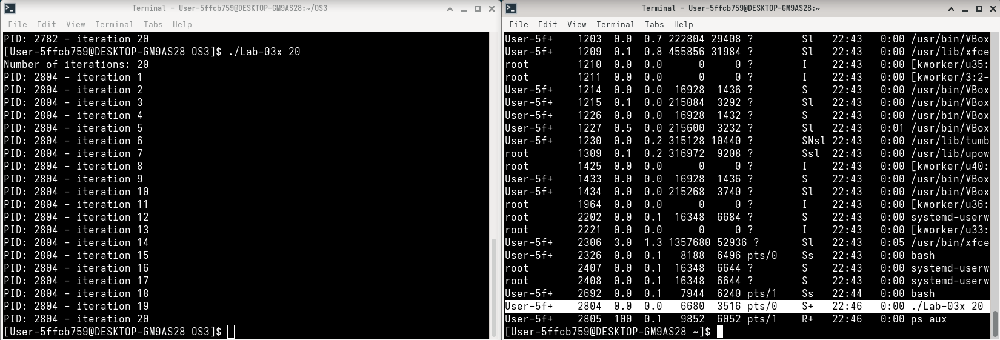 Terminal - User-5ffcb759@DESKTOP-GM9AS28:~/OS3
File Edit View Terminal Tabs Help
PID: 2782 - iteration 20
[User-5ffcb759@DESKTOP-GM9AS28 OS3]$ ./Lab-03x 20
Number of iterations: 20
PID: 2804 - iteration 1
PID: 2804 - iteration 2
PID: 2804 - iteration 3
PID: 2804 - iteration 4
PID: 2804 - iteration 5
PID: 2804 - iteration 6
PID: 2804 - iteration 7
PID: 2804 - iteration 8
PID: 2804 - iteration 9
PID: 2804 - iteration 10
PID: 2804 - iteration 11
PID: 2804 - iteration 12
PID: 2804 - iteration 13
PID: 2804 - iteration 14
PID: 2804 - iteration 15
PID: 2804 - iteration 16
PID: 2804 - iteration 17
PID: 2804 - iteration 18
PID: 2804 - iteration 19
PID: 2804 - iteration 20
[User-5ffcb759@DESKTOP-GM9AS28 OS3]$
Terminal - User-5ffcb759@DESKTOP-GM9AS28:~
File Edit View Terminal Tabs Help
User-5f+ 1203 0.0 0.7 222804 29408 ? Sl 22:43 0:00 /usr/bin/VBox
User-5f+ 1209 0.1 0.8 455856 31984 ? Sl 22:43 0:00 /usr/lib/xfce
root 1210 0.0 0.0 0 0 ? I 22:43 0:00 [kworker/u35:
root 1211 0.0 0.0 0 0 ? I 22:43 0:00 [kworker/3:2-
User-5f+ 1214 0.0 0.0 16928 1436 ? S 22:43 0:00 /usr/bin/VBox
User-5f+ 1215 0.1 0.0 215084 3292 ? Sl 22:43 0:00 /usr/bin/VBox
User-5f+ 1226 0.0 0.0 16928 1432 ? S 22:43 0:00 /usr/bin/VBox
User-5f+ 1227 0.5 0.0 215600 3232 ? Sl 22:43 0:01 /usr/bin/VBox
User-5f+ 1230 0.0 0.2 315128 10440 ? SNsl 22:43 0:00 /usr/lib/tumb
root 1309 0.1 0.2 316972 9208 ? Ssl 22:43 0:00 /usr/lib/upow
root 1425 0.0 0.0 0 0 ? I 22:43 0:00 [kworker/u40:
User-5f+ 1433 0.0 0.0 16928 1436 ? S 22:43 0:00 /usr/bin/VBox
User-5f+ 1434 0.0 0.0 215268 3740 ? Sl 22:43 0:00 /usr/bin/VBox
root 1964 0.0 0.0 0 0 ? I 22:43 0:00 [kworker/u36:
root 2202 0.0 0.1 16348 6684 ? S 22:43 0:00 systemd-userw
root 2221 0.0 0.0 0 0 ? I 22:43 0:00 [kworker/u33:
User-5f+ 2306 3.0 1.3 1357680 52936 ? Sl 22:43 0:05 /usr/bin/xfce
User-5f+ 2326 0.0 0.1 8188 6496 pts/0 Ss 22:43 0:00 bash
root 2407 0.0 0.1 16348 6644 ? S 22:43 0:00 systemd-userw
root 2408 0.0 0.1 16348 6644 ? S 22:43 0:00 systemd-userw
User-5f+ 2692 0.0 0.1 7944 6240 pts/1 Ss 22:44 0:00 bash
User-5f+ 2804 0.0 0.0 6680 3516 pts/0 S+ 22:46 0:00 ./Lab-03x 20
User-5f+ 2805 100 0.1 9852 6052 pts/1 R+ 22:46 0:00 ps aux
[User-5ffcb759@DESKTOP-GM9AS28 ~]$